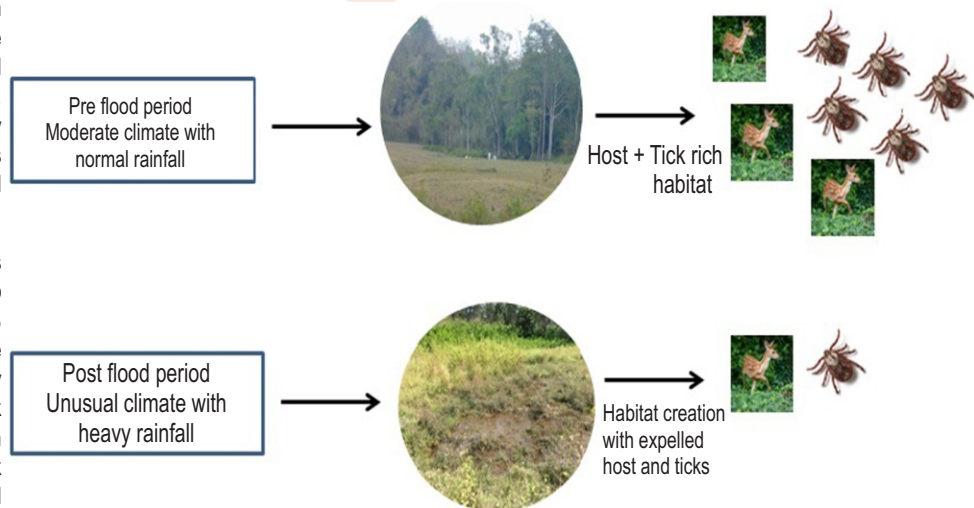 Pre flood period
Moderate climate with
normal rainfall
Host + Tick rich
habitat
Post flood period
Unusual climate with
heavy rainfall
Habitat creation
with expelled
host and ticks